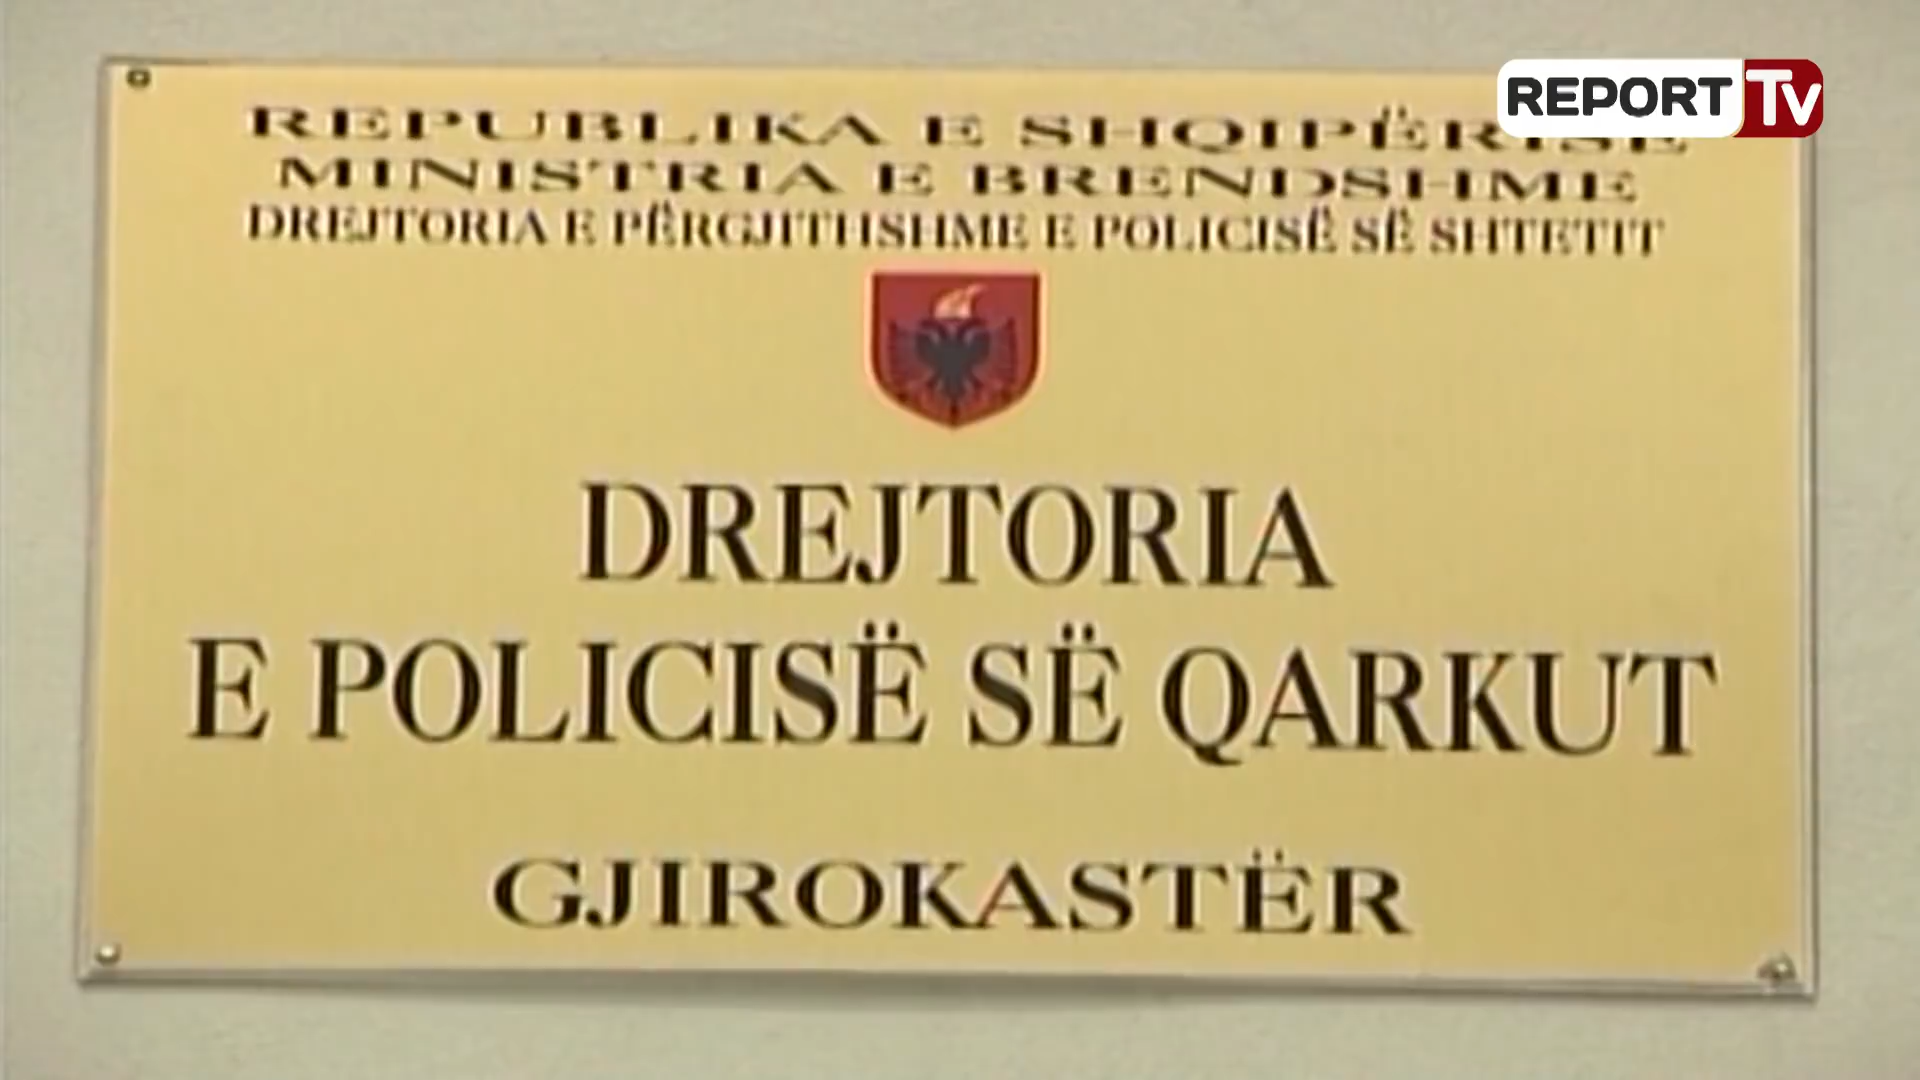 REPORT TV
REPUBLIKA E SHQIPËRISË
MINISTRIA E BRENDSHME
DREJTORIA E PËRGJITHSHME E POLICISË SË SHTETIT
DREJTORIA
E POLICISË SË QARKUT
GJIROKASTËR